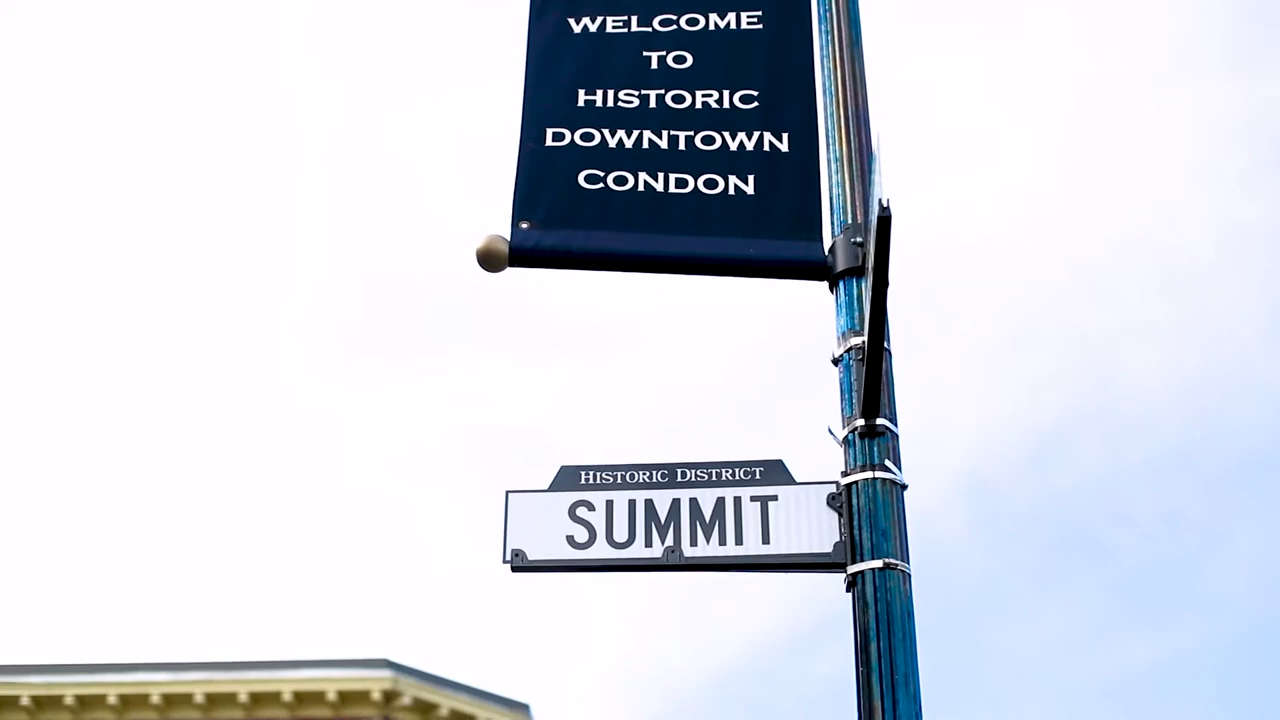 WELCOME
TO
HISTORIC
DOWNTOWN
CONDON
HISTORIC DISTRICT
SUMMIT